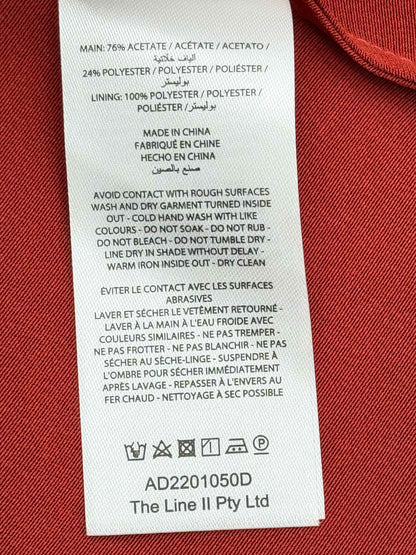 MAIN: 76% ACETATE / ACÉTATE / ACETATO /
ألياف خلاتية
24% POLYESTER / POLYESTER / POLIÉSTER /
بوليستر
LINING: 100% POLYESTER / POLYESTER /
POLIÉSTER / بوليستر
MADE IN CHINA
FABRIQUÉ EN CHINE
HECHO EN CHINA
صنع بالصين
AVOID CONTACT WITH ROUGH SURFACES
WASH AND DRY GARMENT TURNED INSIDE
OUT - COLD HAND WASH WITH LIKE
COLOURS - DO NOT SOAK - DO NOT RUB -
DO NOT BLEACH - DO NOT TUMBLE DRY -
LINE DRY IN SHADE WITHOUT DELAY -
WARM IRON INSIDE OUT - DRY CLEAN
ÉVITER LE CONTACT AVEC LES SURFACES
ABRASIVES
LAVER ET SÉCHER LE VÊTEMENT RETOURNÉ -
LAVER À LA MAIN À L'EAU FROIDE AVEC
COULEURS SIMILAIRES - NE PAS TREMPER -
NE PAS FROTTER - NE PAS BLANCHIR - NE PAS
SÉCHER AU SÈCHE-LINGE - SUSPENDRE À
L'OMBRE POUR SÉCHER IMMÉDIATEMENT
APRÈS LAVAGE - REPASSER À L'ENVERS AU
FER CHAUD - NETTOYAGE À SEC POSSIBLE
AD2201050D
The Line II Pty Ltd